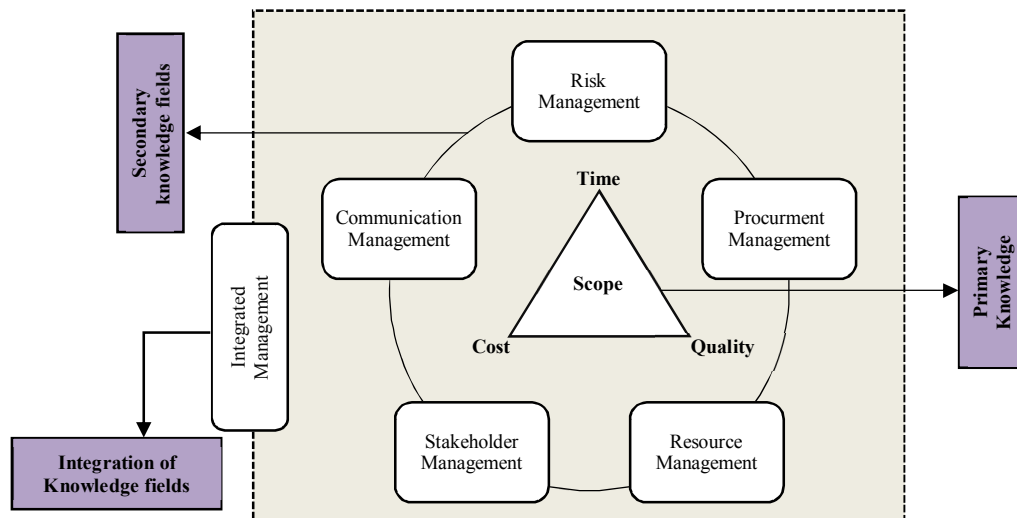 Risk
Management
Secondary
knowledge fields
Time
Communication
Management
Procurment
Management
Scope
Primary
Knowledge
Integrated
Management
Cost
Quality
Stakeholder
Management
Resource
Management
Integration of
Knowledge fields